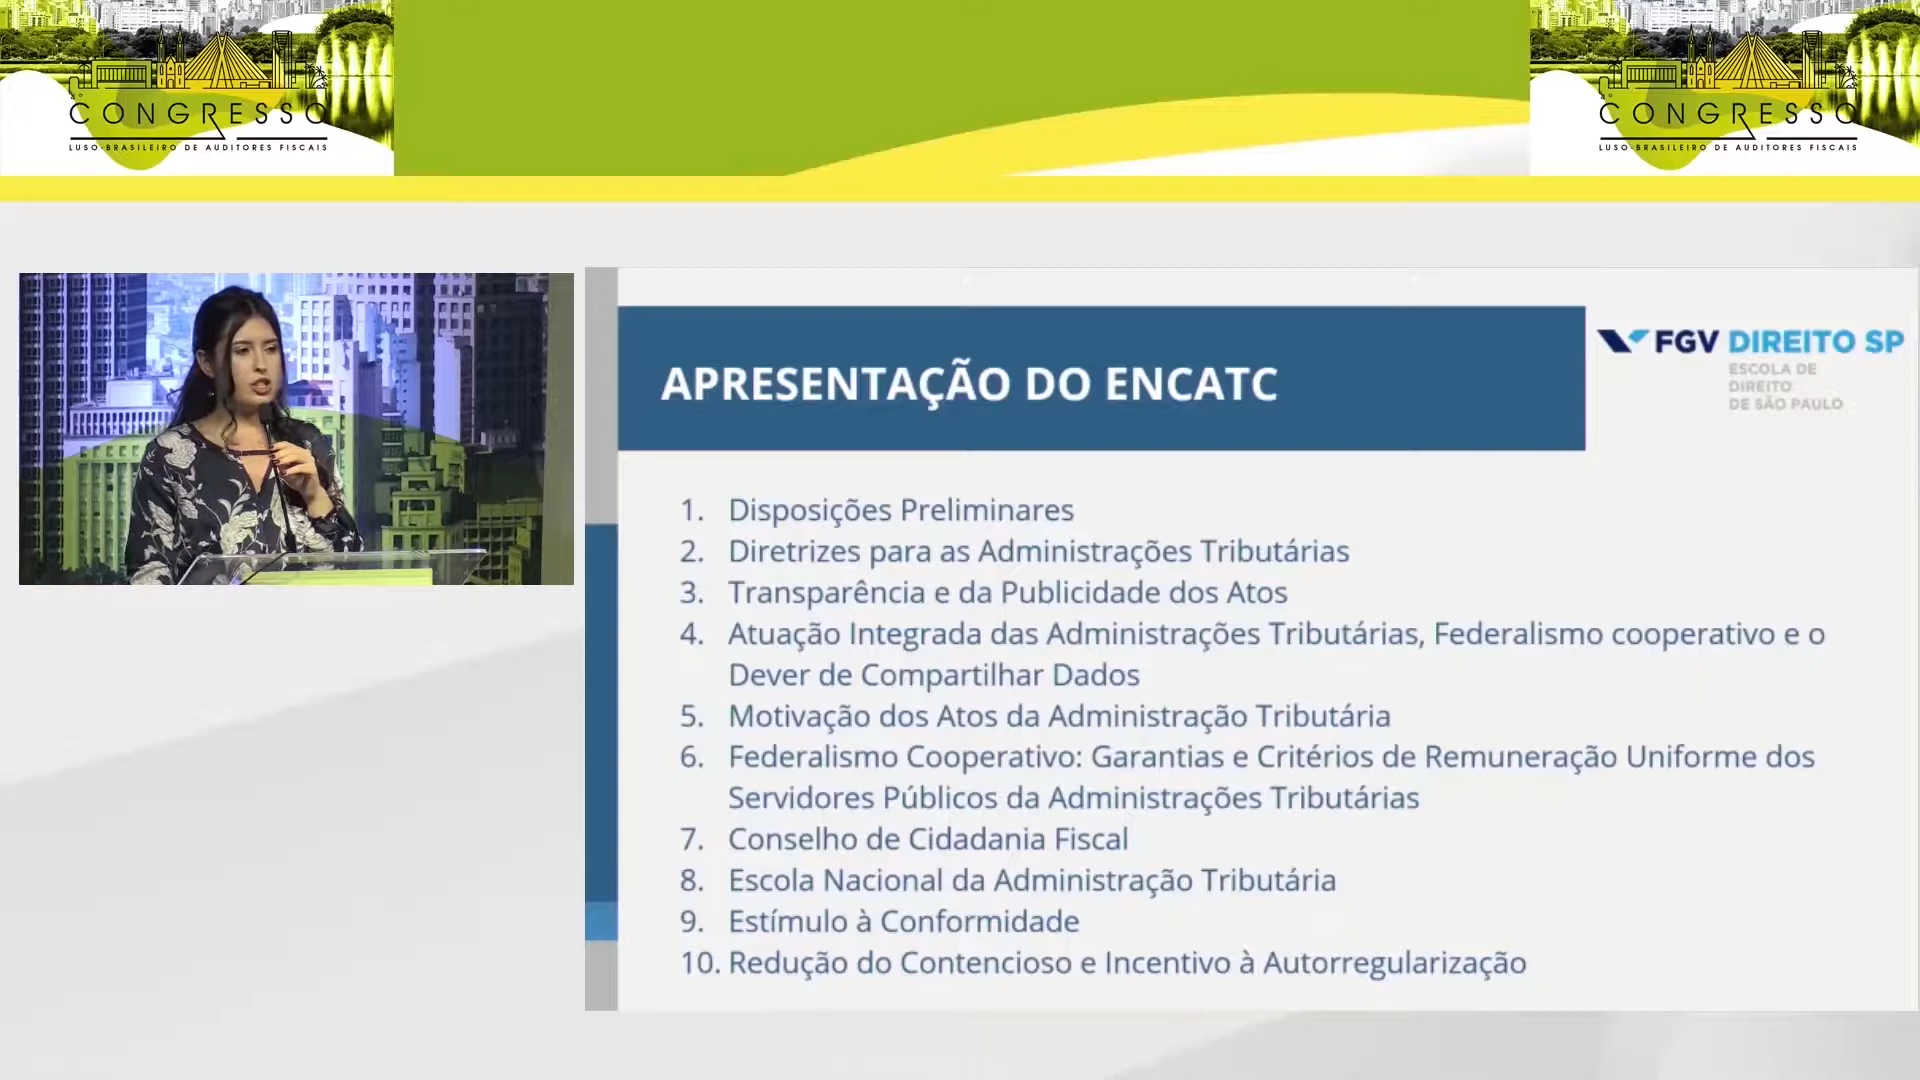 CONGRESSO
LUSO-BRASILEIRO DE AUDITORES FISCAIS
CONGRESSO
LUSO-BRASILEIRO DE AUDITORES FISCAIS
APRESENTAÇÃO DO ENCATC
FGV DIREITO SP
ESCOLA DE
DIREITO
DE SÃO PAULO
1. Disposições Preliminares
2. Diretrizes para as Administrações Tributárias
3. Transparência e da Publicidade dos Atos
4. Atuação Integrada das Administrações Tributárias, Federalismo cooperativo e o
Dever de Compartilhar Dados
5. Motivação dos Atos da Administração Tributária
6. Federalismo Cooperativo: Garantias e Critérios de Remuneração Uniforme dos
Servidores Públicos da Administrações Tributárias
7. Conselho de Cidadania Fiscal
8. Escola Nacional da Administração Tributária
9. Estímulo à Conformidade
10. Redução do Contencioso e Incentivo à Autorregularização